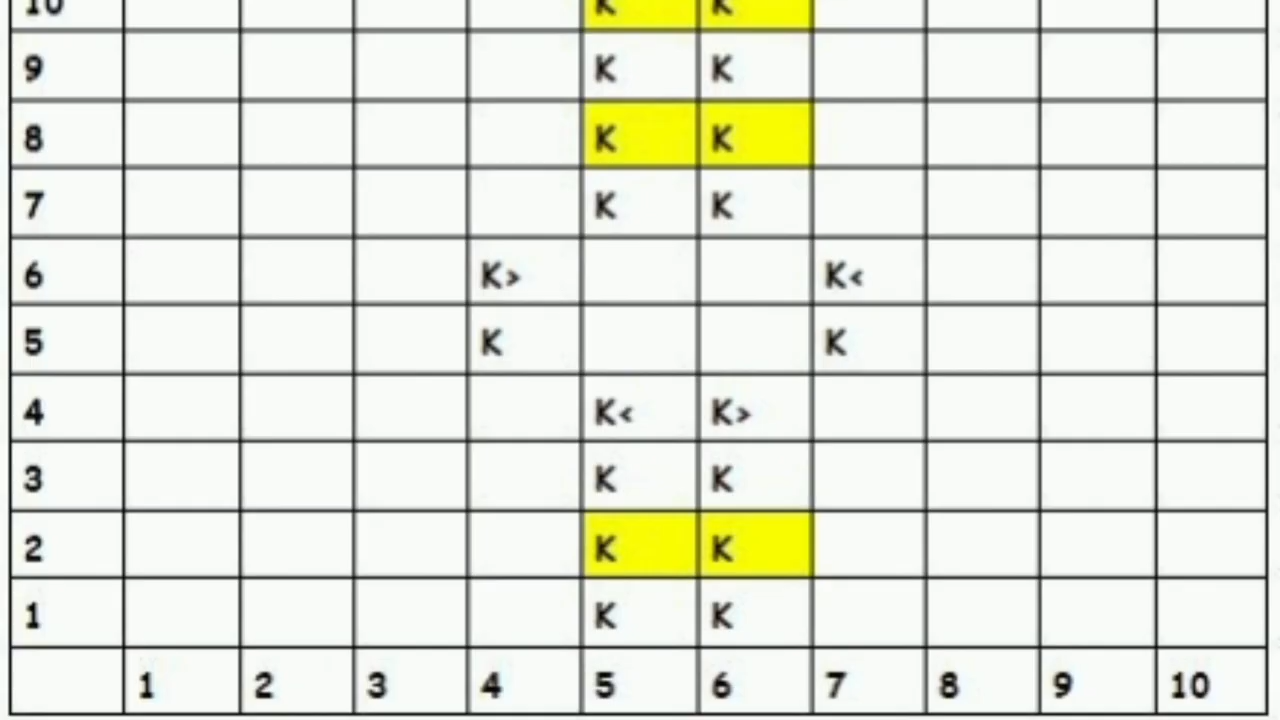 10 K K
9 K K
8 K K
7 K K
6 K> K<
5 K K
4 K< K>
3 K K
2 K K
1 K K
1 2 3 4 5 6 7 8 9 10